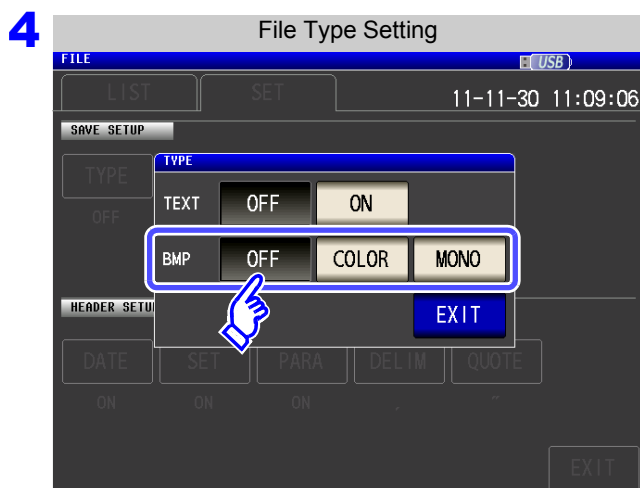 4
File Type Setting
FILE
USB
LIST SET 11-11-30 11:09:06
SAVE SETUP
TYPE
OFF
TYPE
TEXT OFF ON
BMP OFF COLOR MONO
EXIT
HEADER SETU
DATE SET PARA DELIM QUOTE
ON ON ON , "
EXIT